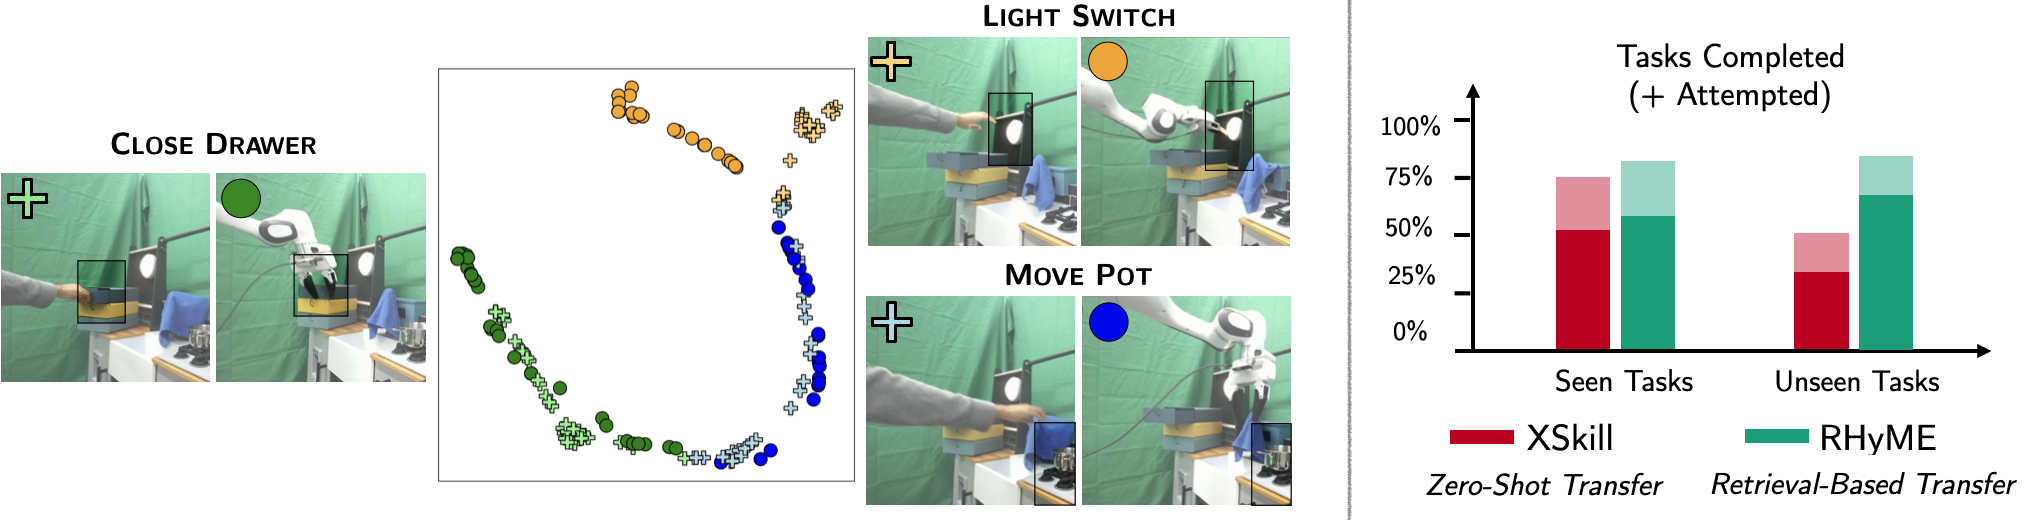 CLOSE DRAWER
LIGHT SWITCH
MOVE POT
Tasks Completed
(+ Attempted)
100%
75%
50%
25%
0%
Seen Tasks
Unseen Tasks
XSkill
RHyME
Zero-Shot Transfer
Retrieval-Based Transfer